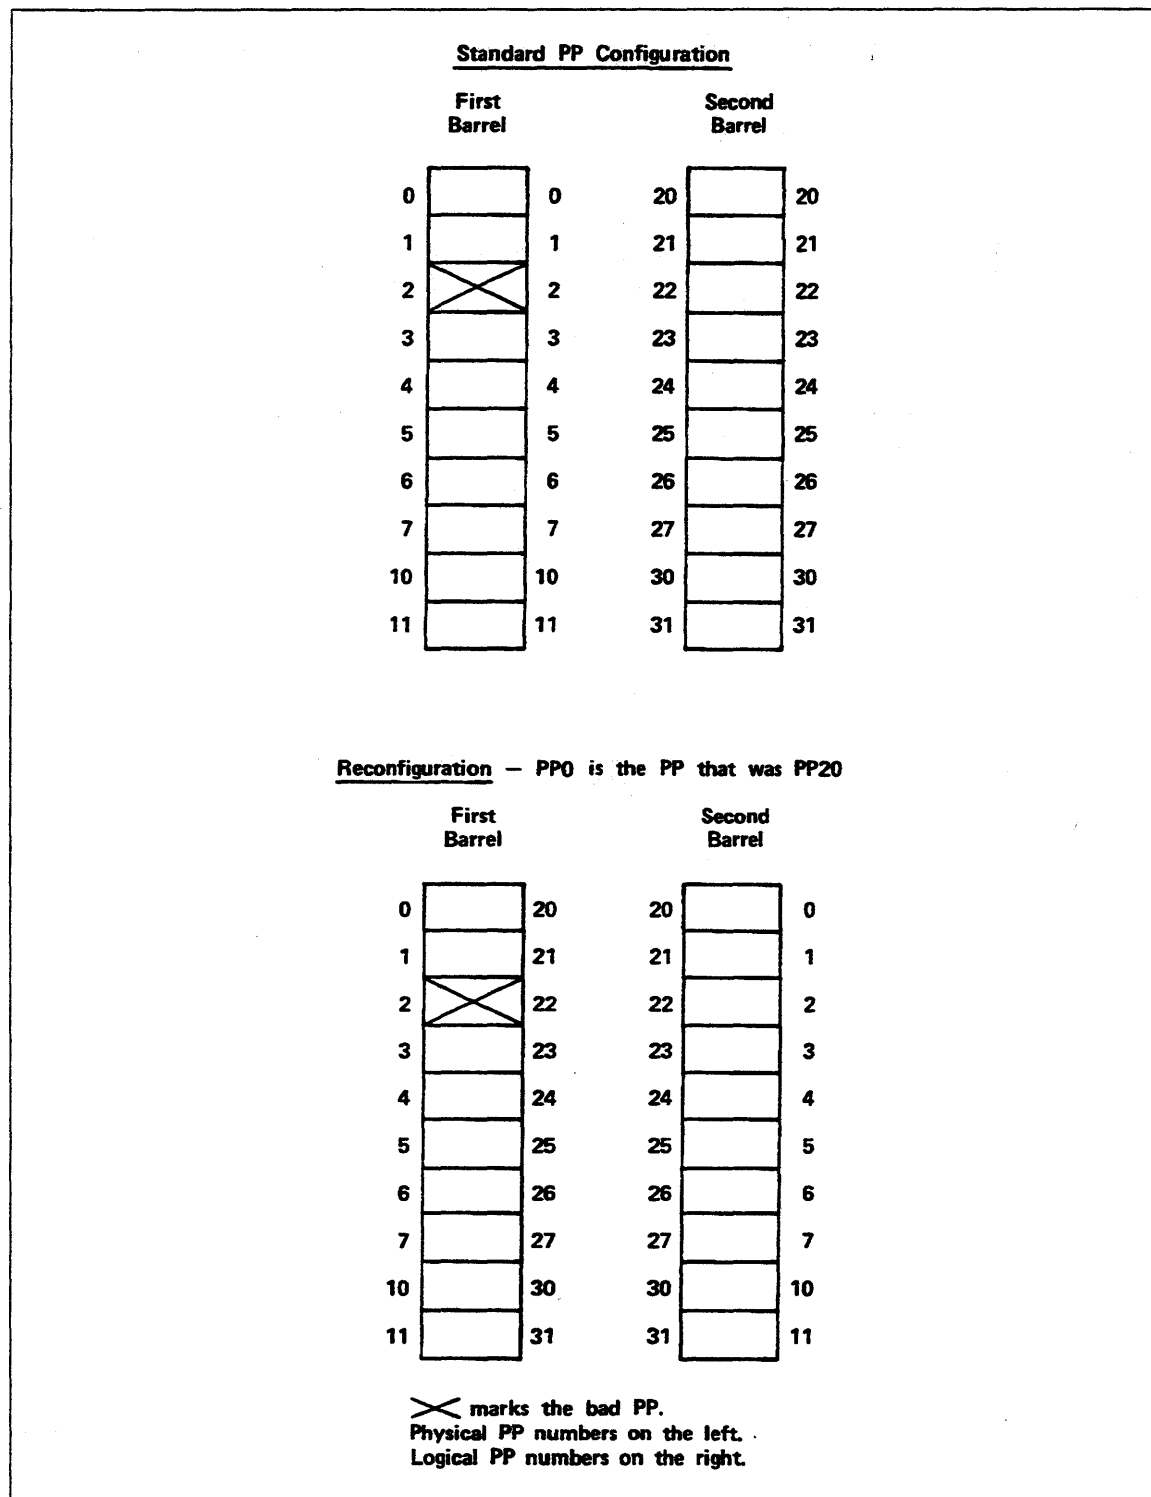 Standard PP Configuration
First Second
Barrel Barrel
0 0 20 20
1 1 21 21
2 2 22 22
3 3 23 23
4 4 24 24
5 5 25 25
6 6 26 26
7 7 27 27
10 10 30 30
11 11 31 31
Reconfiguration — PP0 is the PP that was PP20
First Second
Barrel Barrel
0 20 20 0
1 21 21 1
2 22 22 2
3 23 23 3
4 24 24 4
5 25 25 5
6 26 26 6
7 27 27 7
10 30 30 10
11 31 31 11
marks the bad PP.
Physical PP numbers on the left.
Logical PP numbers on the right.